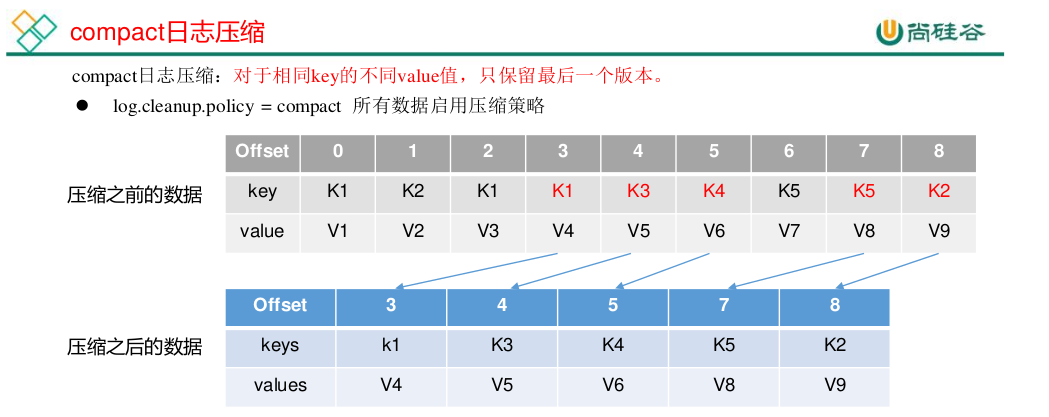 compact日志压缩
尚硅谷
compact日志压缩：对于相同key的不同value值，只保留最后一个版本。
● log.cleanup.policy = compact 所有数据启用压缩策略
压缩之前的数据
Offset 0 1 2 3 4 5 6 7 8
key K1 K2 K1 K1 K3 K4 K5 K5 K2
value V1 V2 V3 V4 V5 V6 V7 V8 V9
压缩之后的数据
Offset 3 4 5 7 8
keys k1 K3 K4 K5 K2
values V4 V5 V6 V8 V9